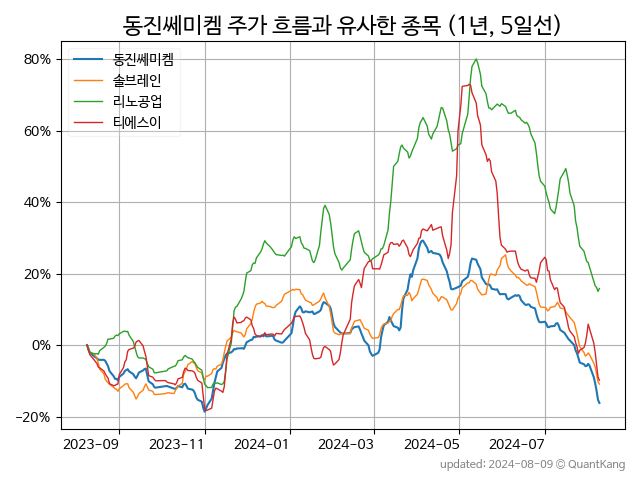 동진쎄미켐 주가 흐름과 유사한 종목 (1년, 5일선)
동진쎄미켐
솔브레인
리노공업
티에스이
80%
60%
40%
20%
0%
−20%
2023-09
2023-11
2024-01
2024-03
2024-05
2024-07
updated: 2024-08-09 © QuantKang